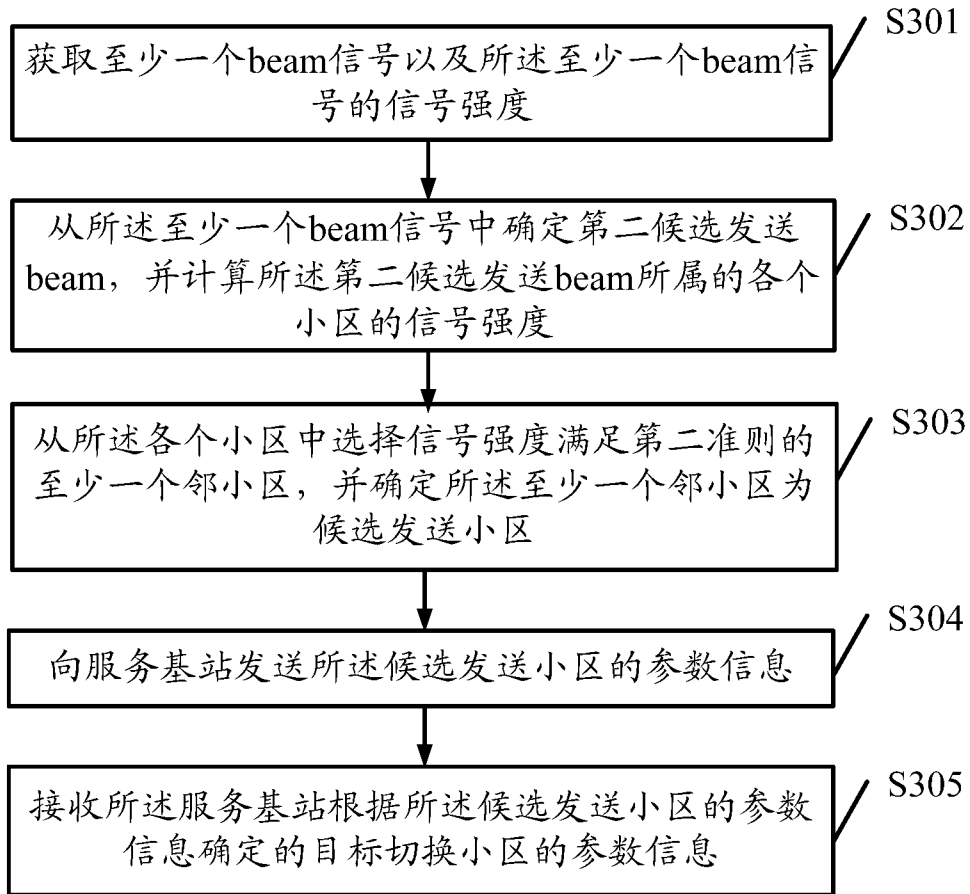 S301
获取至少一个beam信号以及所述至少一个beam信
号的信号强度
S302
从所述至少一个beam信号中确定第二候选发送
beam，并计算所述第二候选发送beam所属的各个
小区的信号强度
S303
从所述各个小区中选择信号强度满足第二准则的
至少一个邻小区，并确定所述至少一个邻小区为
候选发送小区
S304
向服务基站发送所述候选发送小区的参数信息
S305
接收所述服务基站根据所述候选发送小区的参数
信息确定的目标切换小区的参数信息